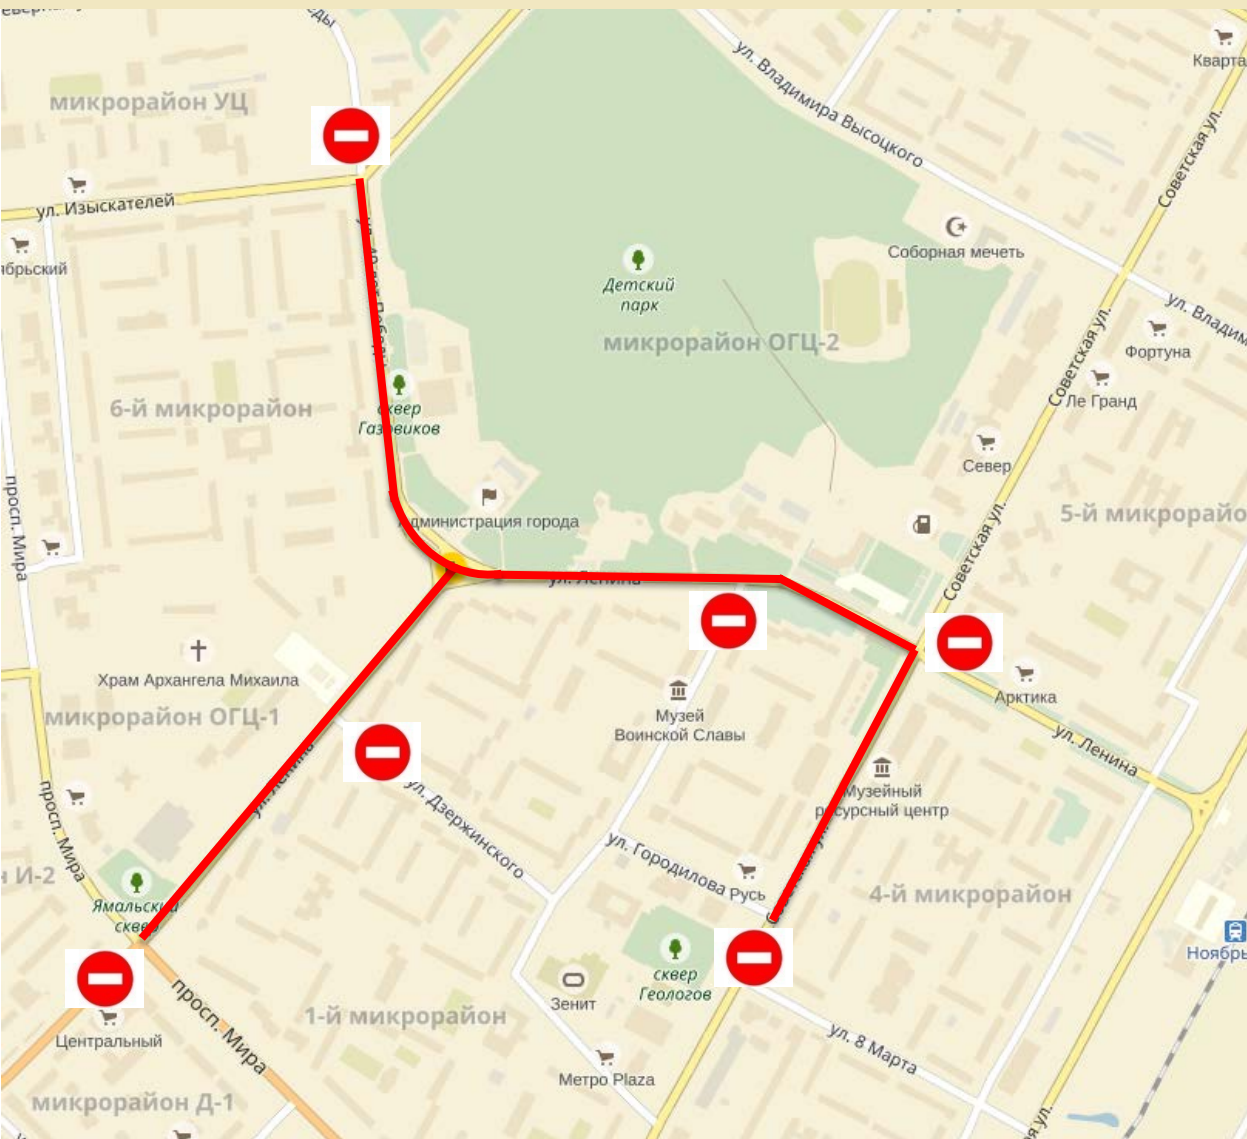 микрорайон УЦ
ул. Владимира Высоцкого
Кварта
Советская ул.
ул. Изыскателей
ябрьский
Соборная мечеть
Детский
парк
микрорайон ОГЦ-2
ул. Владим
Советская ул.
Фортуна
Ле Гранд
6-й микрорайон
сквер
Газовиков
Север
просп. Мира
Администрация города
5-й микрорайо
Советская ул.
ул. Ленина
Храм Архангела Михаила
микрорайон ОГЦ-1
Музей
Воинской Славы
Арктика
ул. Ленина
ул. Ленина
просп. Мира
ул. Дзержинского
Музейный
ресурсный центр
ул. Городилова Русь
4-й микрорайон
И-2
Ямальский
сквер
просп. Мира
1-й микрорайон
Зенит
сквер
Геологов
Ноябрь
Центральный
ул. 8 Марта
Метро Plaza
микрорайон Д-1